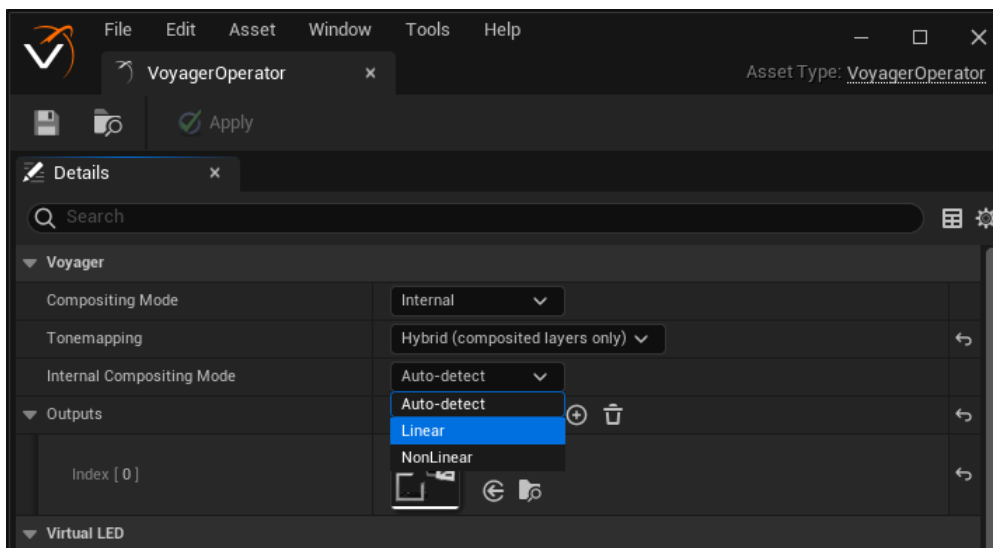 File Edit Asset Window Tools Help
VoyagerOperator
Asset Type: VoyagerOperator
Apply
Details
Search
Voyager
Compositing Mode Internal
Tonemapping Hybrid (composited layers only)
Internal Compositing Mode Auto-detect
Auto-detect
Outputs
Linear
NonLinear
Index [ 0 ]
Virtual LED